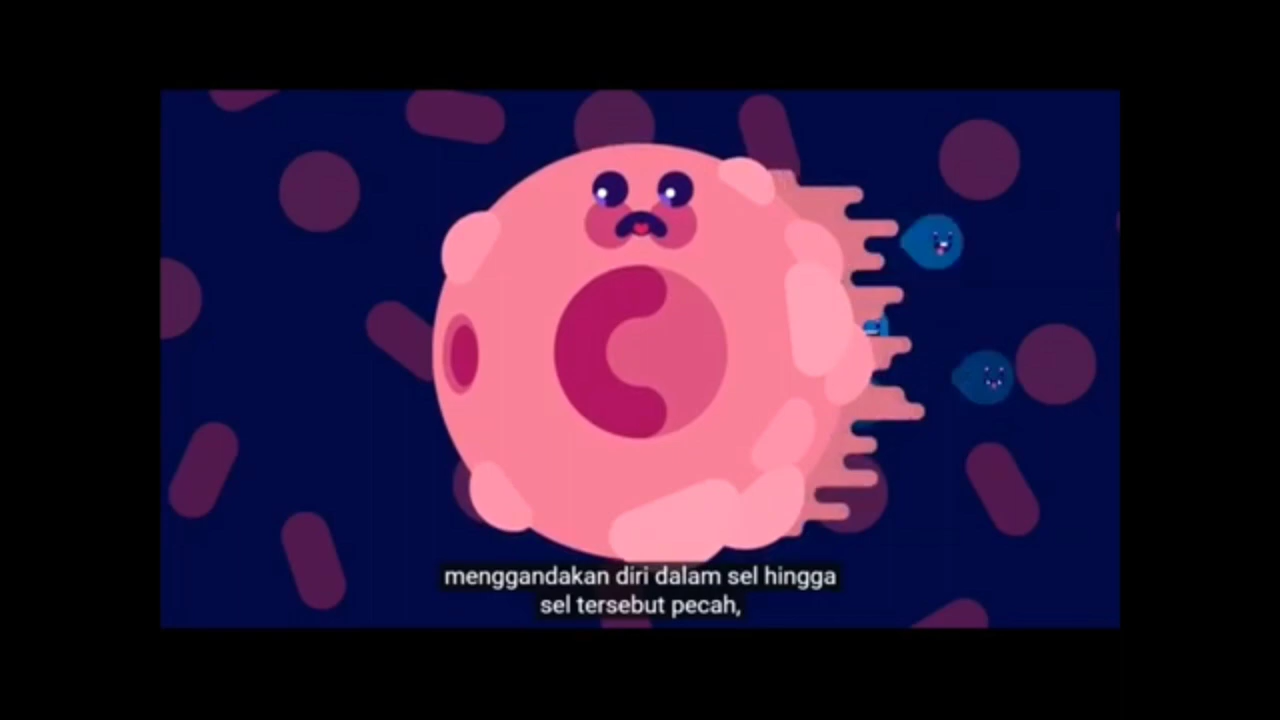 menggandakan diri dalam sel hingga
sel tersebut pecah,